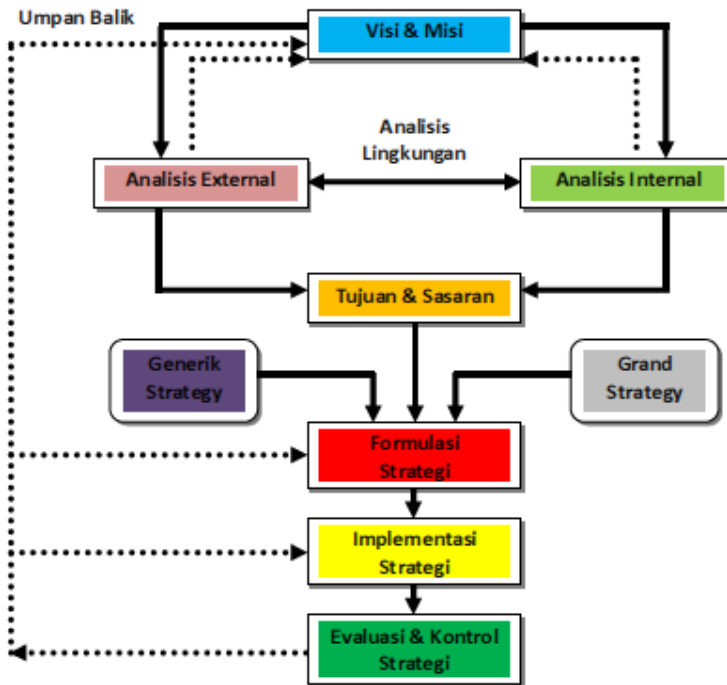 Umpan Balik
Visi & Misi
Analisis
Lingkungan
Analisis External
Analisis Internal
Tujuan & Sasaran
Generik
Strategy
Grand
Strategy
Formulasi
Strategi
Implementasi
Strategi
Evaluasi & Kontrol
Strategi